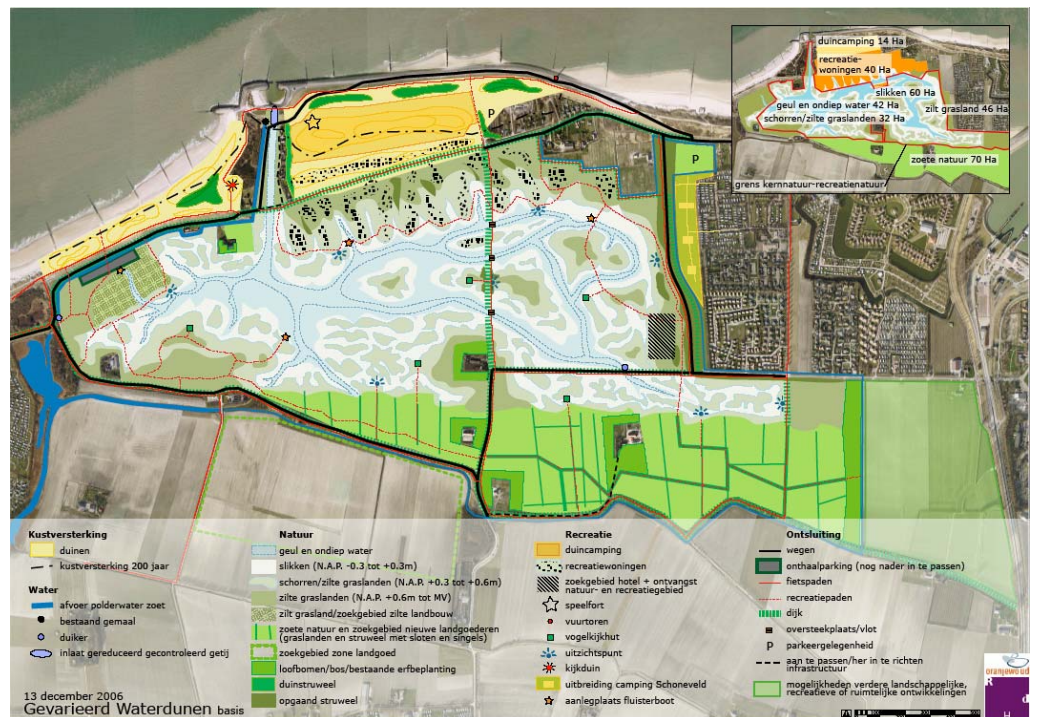 duincamping 14 Ha
recreatie-
woningen 40 Ha
slikken 60 Ha
geul en ondiep water 42 Ha
zilt grasland 46 Ha
schorren/zilte graslanden 32 Ha
zoete natuur 70 Ha
grens kernnatuur-recreatienatuur
P
P
Kustversterking
duinen
kustversterking 200 jaar
Water
afvoer polderwater zoet
bestaand gemaal
duiker
inlaat gereduceerd gecontroleerd getij
Natuur
geul en ondiep water
slikken (N.A.P. -0.3 tot +0.3m)
schorren/zilte graslanden (N.A.P. +0.3 tot +0.6m)
zilte graslanden (N.A.P. +0.6m tot MV)
zilt grasland/zoekgebied zilte landbouw
zoete natuur en zoekgebied nieuwe landgoederen
(graslanden en struweel met sloten en singels)
zoekgebied zone landgoed
loofbomen/bos/bestaande erfbeplanting
duinstruweel
opgaand struweel
Recreatie
duincamping
recreatiewoningen
zoekgebied hotel + ontvangst
natuur- en recreatiegebied
speelfort
vuurtoren
vogelkijkhut
uitzichtspunt
kijkduin
uitbreiding camping Schoneveld
aanlegplaats fluisterboot
Ontsluiting
wegen
onthaalparking (nog nader in te passen)
fietspaden
recreatiepaden
dijk
oversteekplaats/vlot
P parkeergelegenheid
aan te passen/her in te richten
infrastructuur
mogelijkheden verdere landschappelijke,
recreatieve of ruimtelijke ontwikkelingen
13 december 2006
Gevarieerd Waterdunen basis
oranjewoud